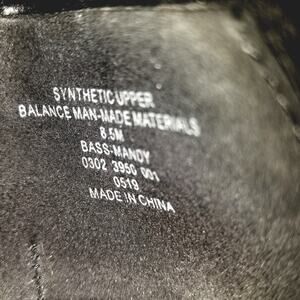 SYNTHETIC UPPER
BALANCE MAN-MADE MATERIALS
8.5M
BASS-MANDY
0302 3950 001
0519
MADE IN CHINA